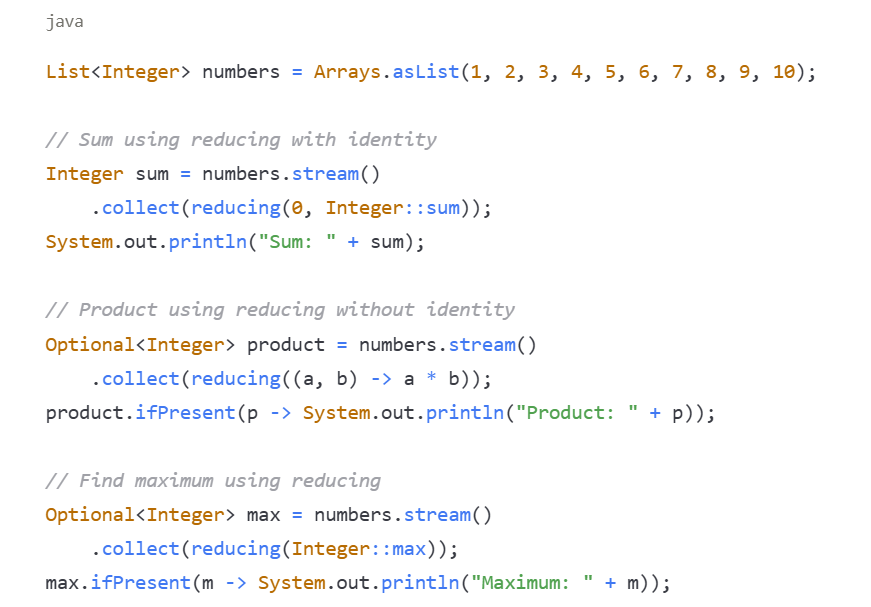 java
List<Integer> numbers = Arrays.asList(1, 2, 3, 4, 5, 6, 7, 8, 9, 10);
// Sum using reducing with identity
Integer sum = numbers.stream()
    .collect(reducing(0, Integer::sum));
System.out.println("Sum: " + sum);
// Product using reducing without identity
Optional<Integer> product = numbers.stream()
    .collect(reducing((a, b) -> a * b));
product.ifPresent(p -> System.out.println("Product: " + p));
// Find maximum using reducing
Optional<Integer> max = numbers.stream()
    .collect(reducing(Integer::max));
max.ifPresent(m -> System.out.println("Maximum: " + m));